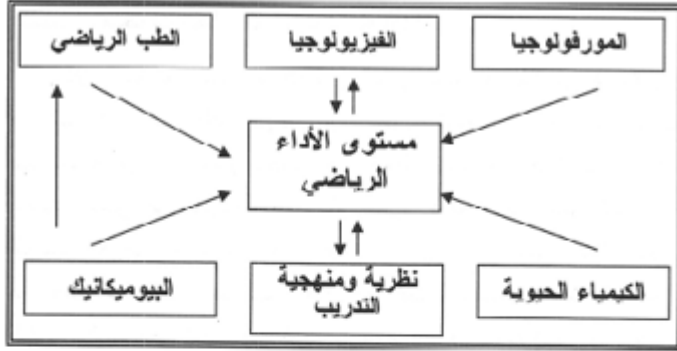 المورفولوجيا
الفيزيولوجيا
الطب الرياضي
مستوى الأداء
الرياضي
الكيمياء الحيوية
نظرية ومنهجية
التدريب
البيوميكانيك